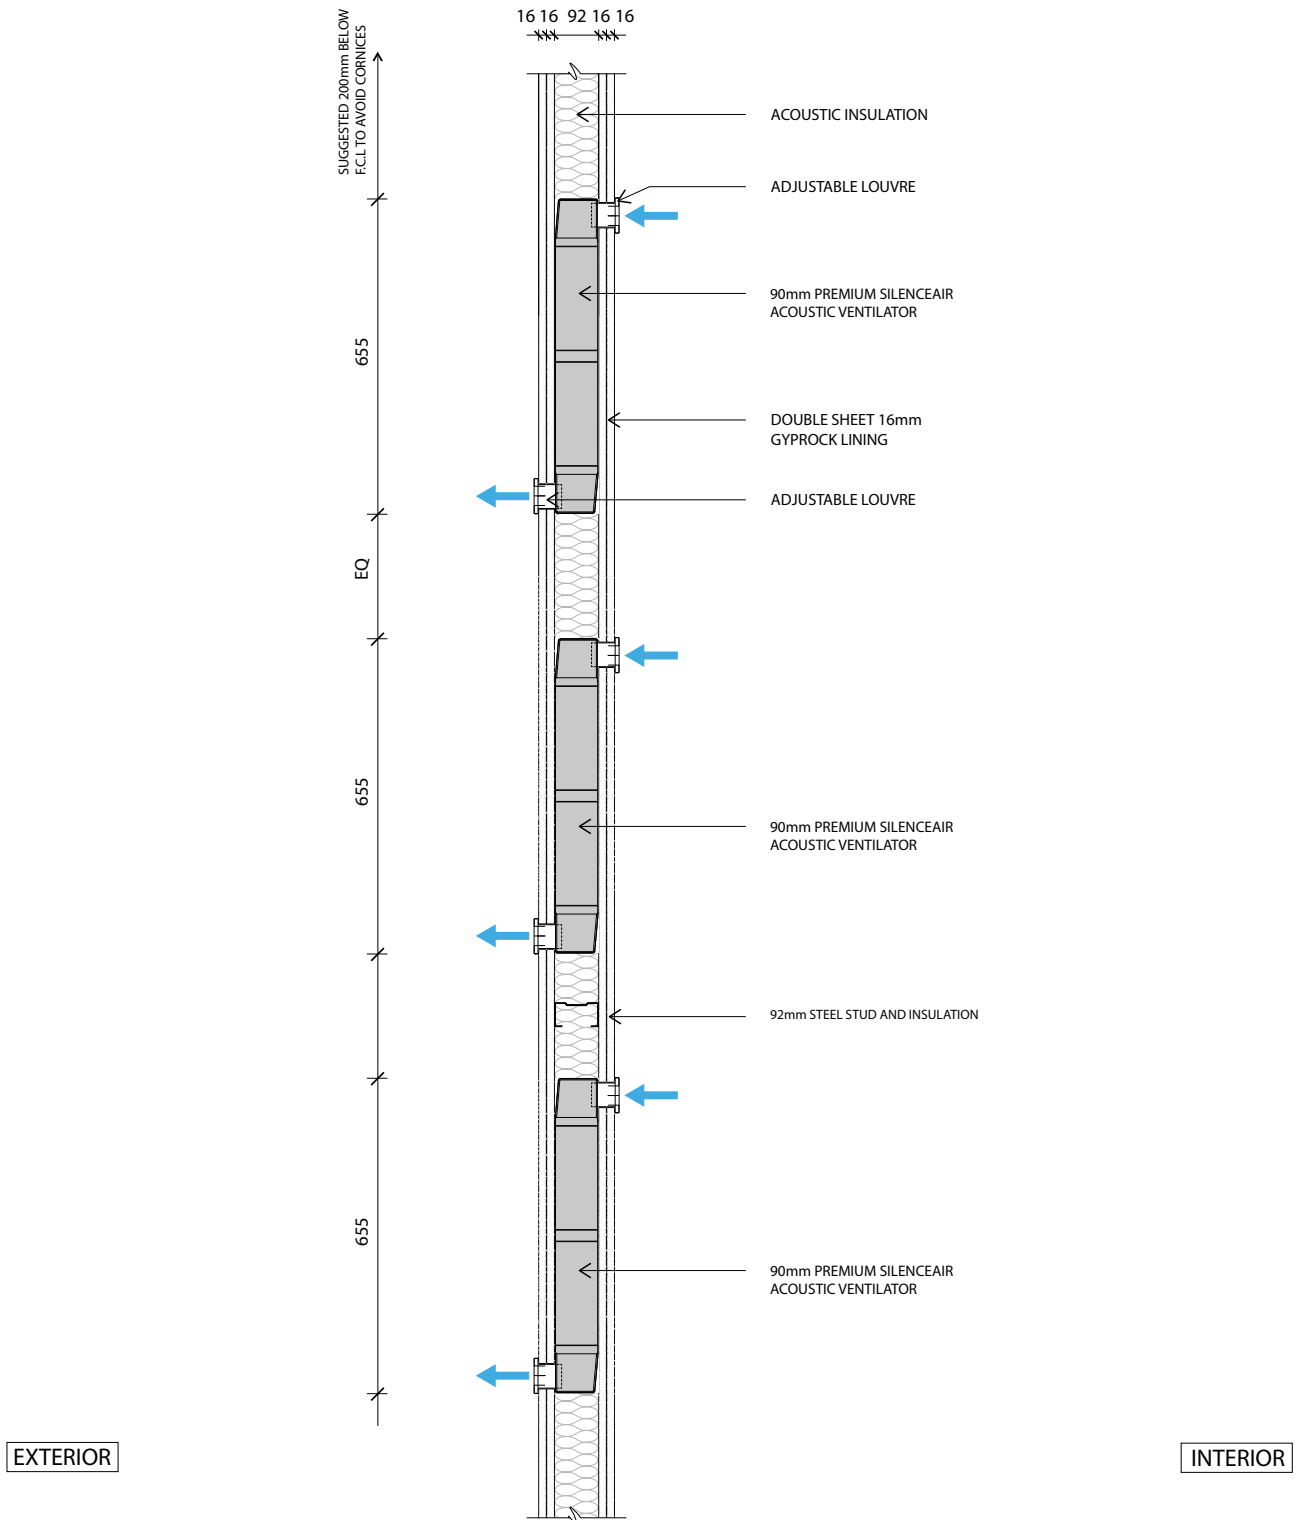 16 16 92 16 16
SUGGESTED 200mm BELOW
F.C.L TO AVOID CORNICES
ACOUSTIC INSULATION
ADJUSTABLE LOUVRE
90mm PREMIUM SILENCEAIR
ACOUSTIC VENTILATOR
655
DOUBLE SHEET 16mm
GYPROCK LINING
ADJUSTABLE LOUVRE
EQ
655
90mm PREMIUM SILENCEAIR
ACOUSTIC VENTILATOR
92mm STEEL STUD AND INSULATION
655
90mm PREMIUM SILENCEAIR
ACOUSTIC VENTILATOR
EXTERIOR
INTERIOR